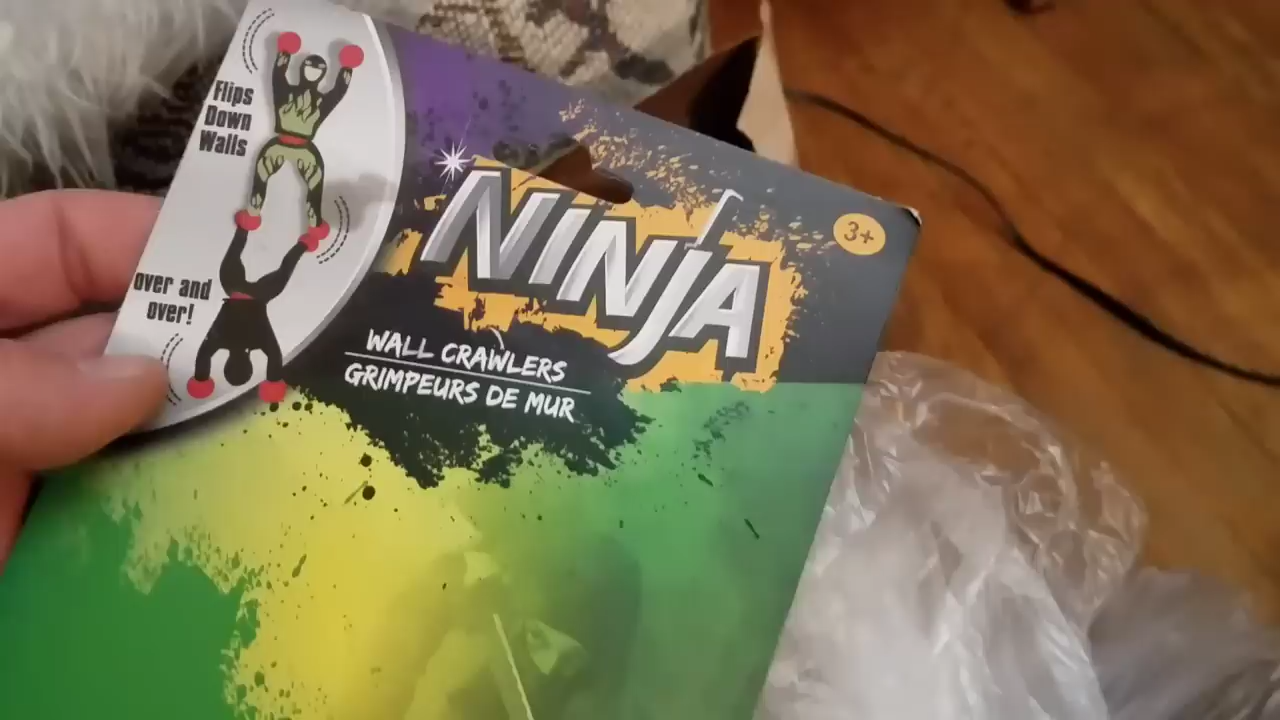 Flips
Down
Walls
over and
over!
NINJA
3+
WALL CRAWLERS
GRIMPEURS DE MUR